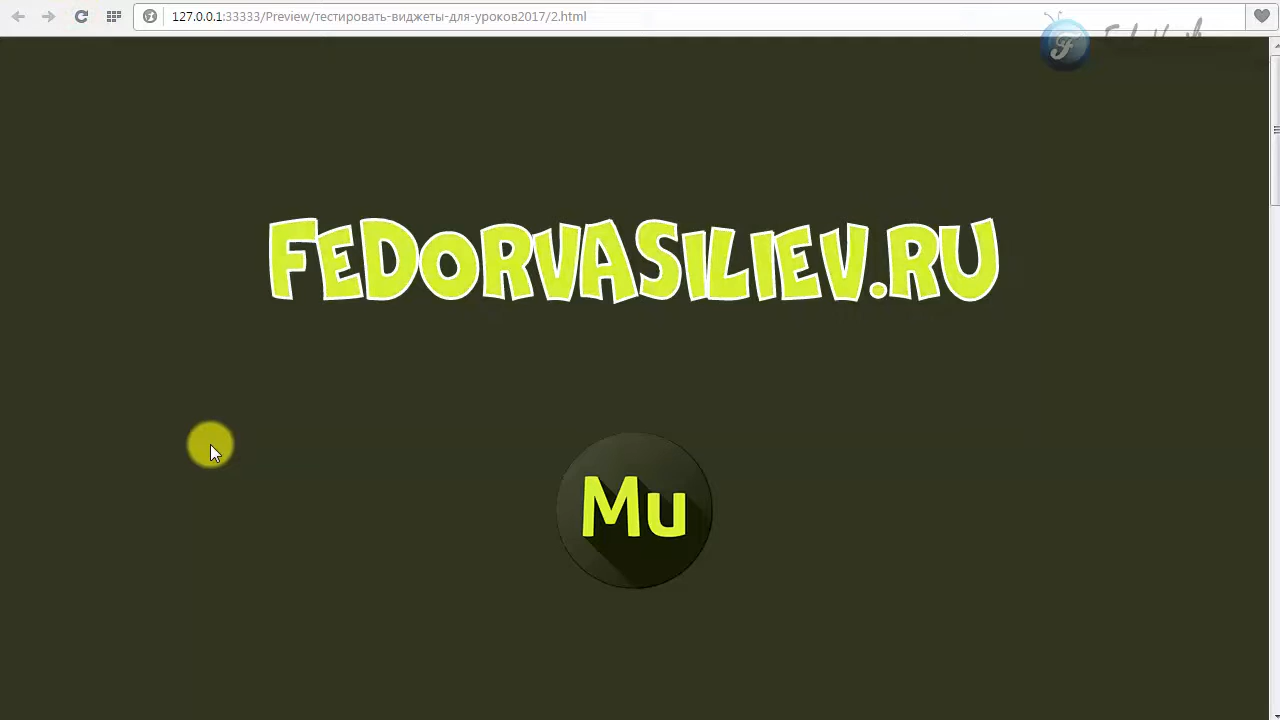 127.0.0.1:33333/Preview/тестировать-виджеты-для-уроков2017/2.html
FEDORVASILIEV.RU
Mu